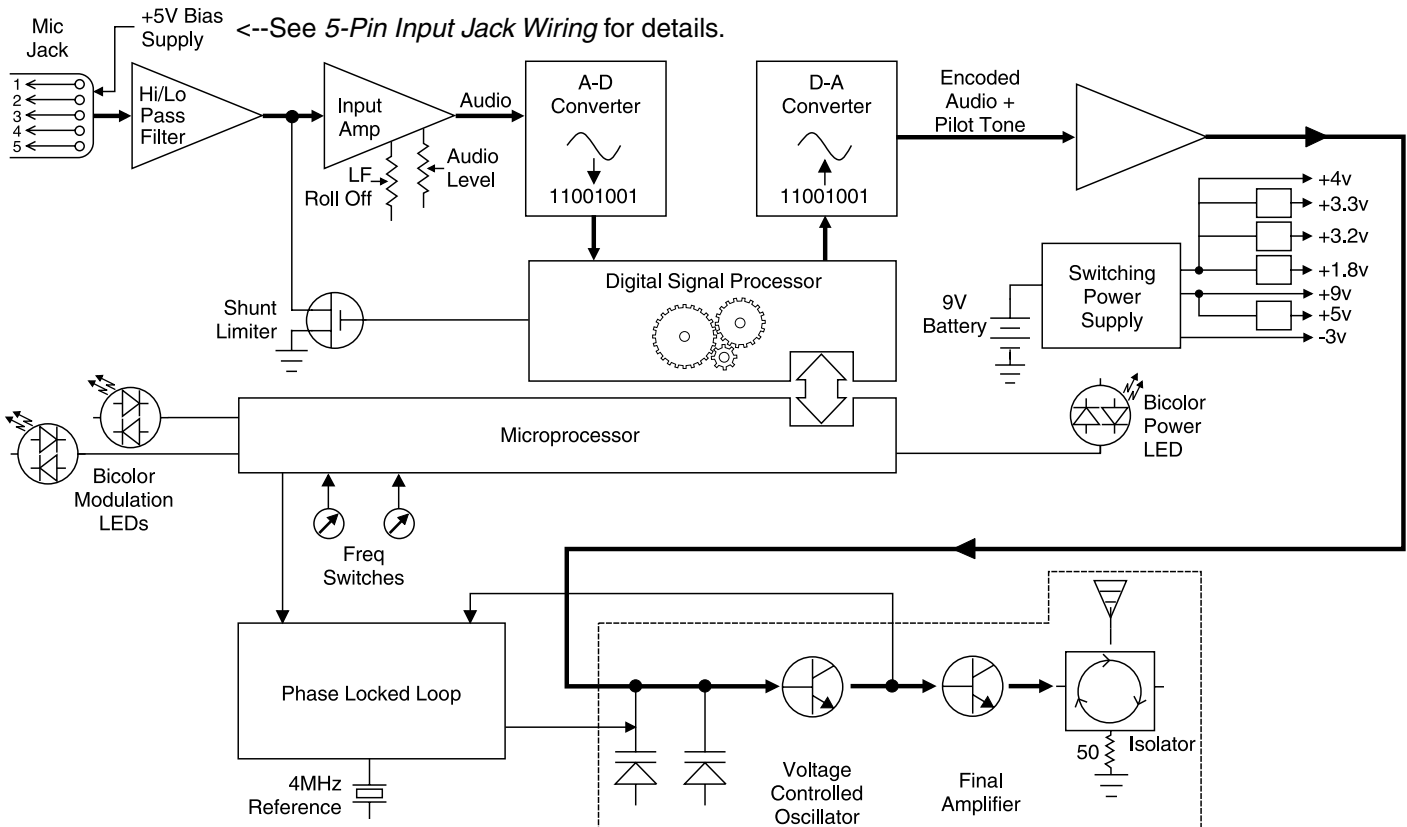 Mic
Jack
+5V Bias
Supply
<--See 5-Pin Input Jack Wiring for details.
1
2
3
4
5
Hi/Lo
Pass
Filter
Input
Amp
Audio
LF
Roll Off
Audio
Level
A-D
Converter
11001001
D-A
Converter
11001001
Encoded
Audio +
Pilot Tone
+4v
+3.3v
+3.2v
+1.8v
+9v
+5v
-3v
Switching
Power
Supply
9V
Battery
Digital Signal Processor
Shunt
Limiter
Microprocessor
Bicolor
Power
LED
Bicolor
Modulation
LEDs
Freq
Switches
Phase Locked Loop
4MHz
Reference
Voltage
Controlled
Oscillator
Final
Amplifier
50
Isolator